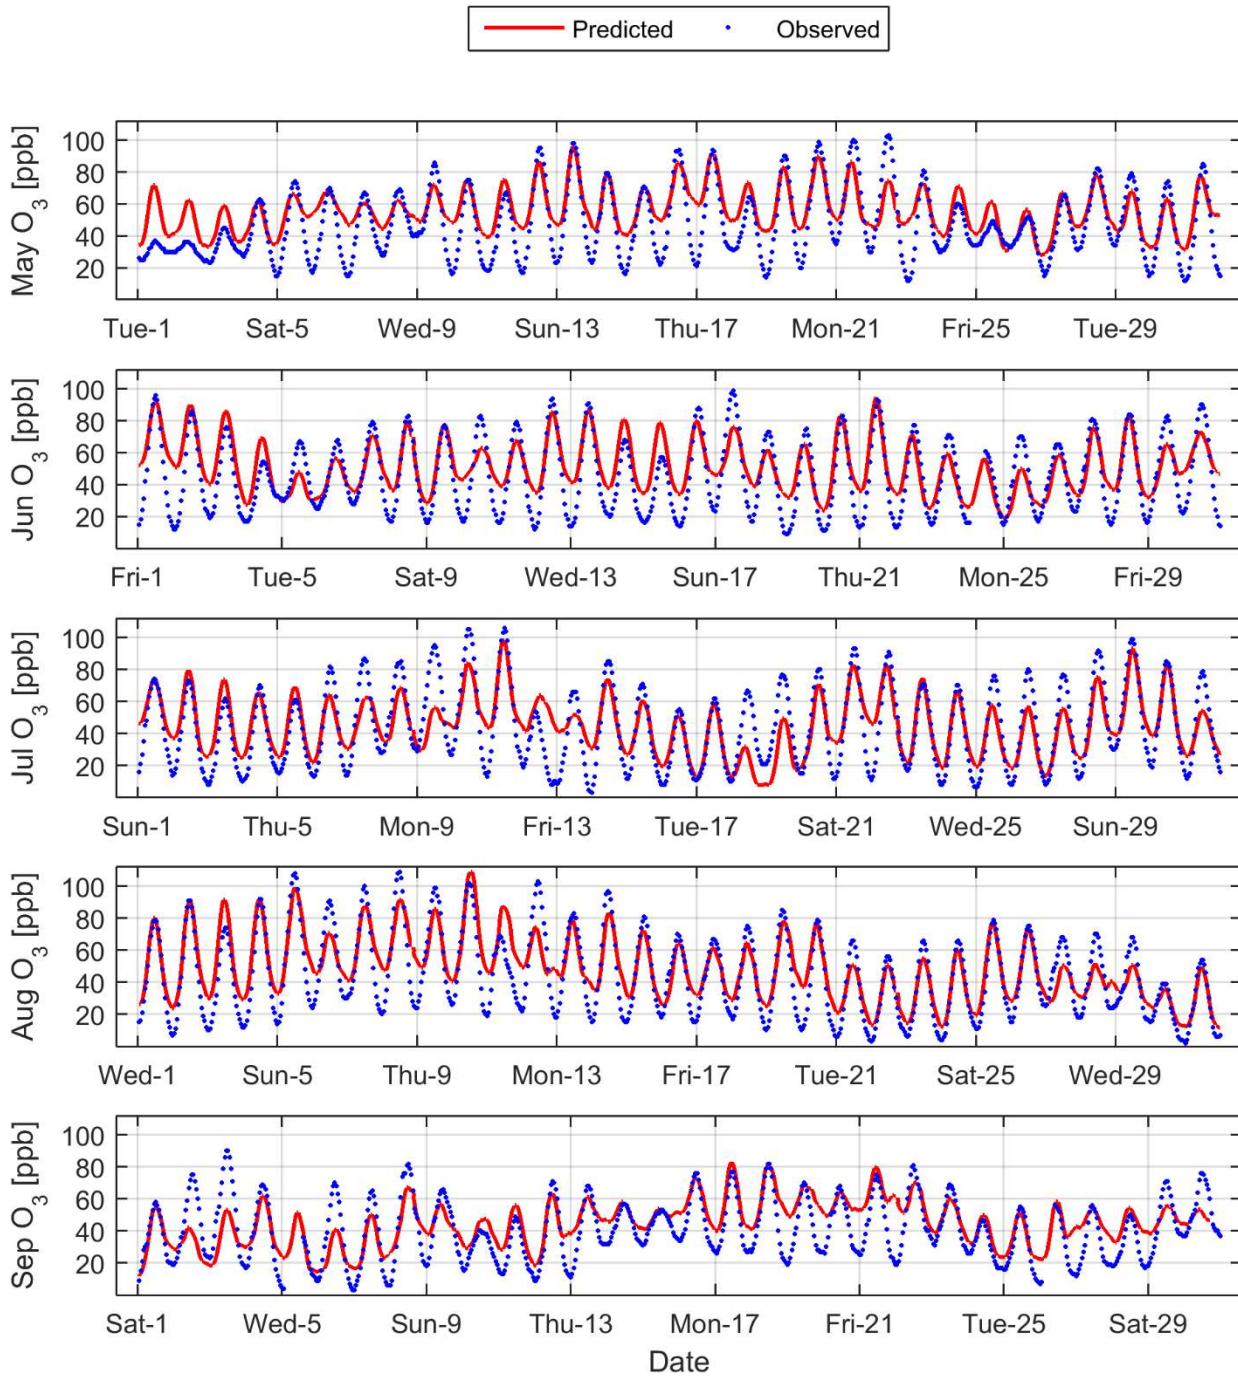 Predicted Observed
May O3 [ppb]
100
80
60
40
20
Tue-1 Sat-5 Wed-9 Sun-13 Thu-17 Mon-21 Fri-25 Tue-29
Jun O3 [ppb]
100
80
60
40
20
Fri-1 Tue-5 Sat-9 Wed-13 Sun-17 Thu-21 Mon-25 Fri-29
Jul O3 [ppb]
100
80
60
40
20
Sun-1 Thu-5 Mon-9 Fri-13 Tue-17 Sat-21 Wed-25 Sun-29
Aug O3 [ppb]
100
80
60
40
20
Wed-1 Sun-5 Thu-9 Mon-13 Fri-17 Tue-21 Sat-25 Wed-29
Sep O3 [ppb]
100
80
60
40
20
Sat-1 Wed-5 Sun-9 Thu-13 Mon-17 Fri-21 Tue-25 Sat-29
Date